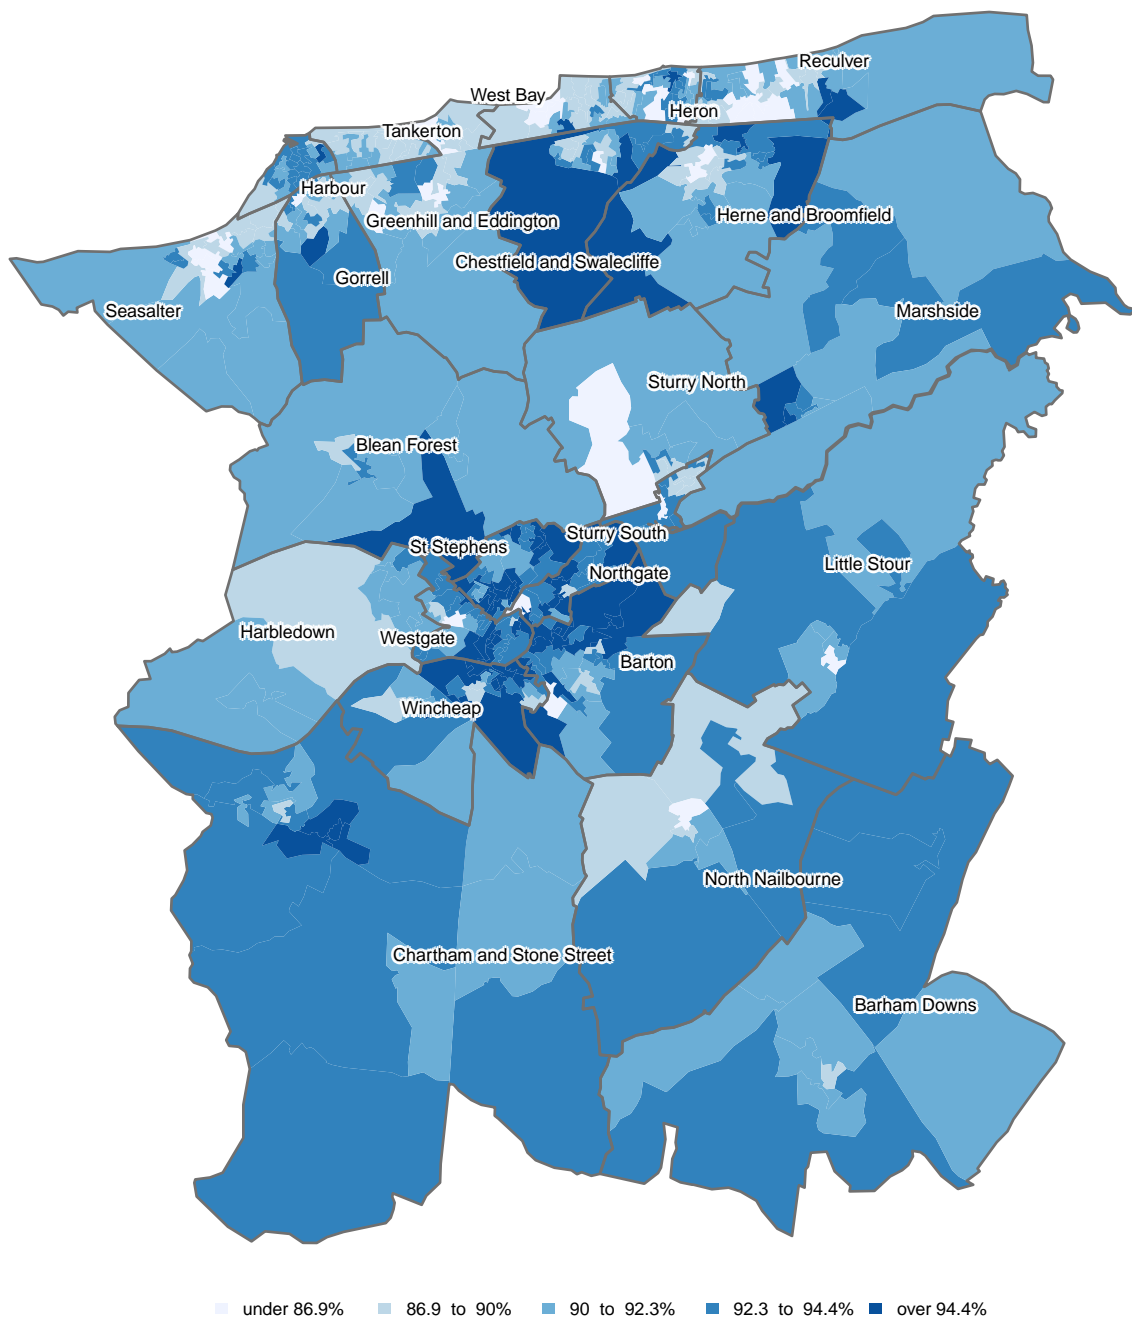 Reculver
West Bay
Heron
Tankerton
Harbour
Herne and Broomfield
Greenhill and Eddington
Chestfield and Swalecliffe
Gorrell
Seasalter
Marshside
Sturry North
Blean Forest
Sturry South
St Stephens
Little Stour
Northgate
Harbledown
Westgate
Barton
Wincheap
North Nailbourne
Chartham and Stone Street
Barham Downs
under 86.9% 86.9 to 90% 90 to 92.3% 92.3 to 94.4% over 94.4%